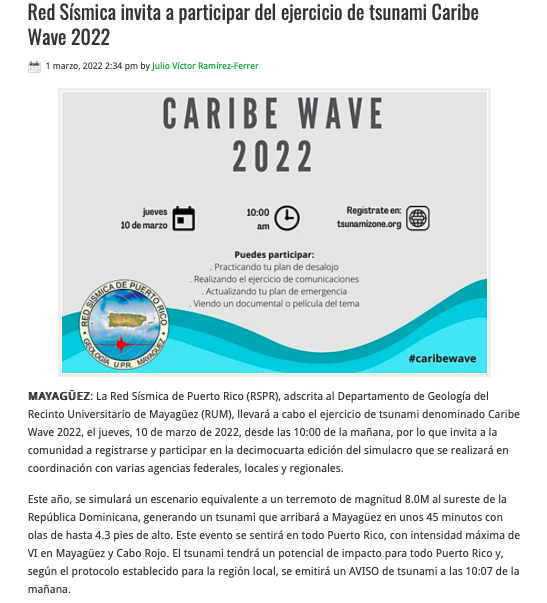 Red Sísmica invita a participar del ejercicio de tsunami Caribe
Wave 2022
1 marzo, 2022 2:34 pm by Julio Víctor Ramírez-Ferrer
CARIBE WAVE
2022
jueves
10 de marzo
10:00
am
Regístrate en:
tsunamizone.org
Puedes participar:
. Practicando tu plan de desalojo
. Realizando el ejercicio de comunicaciones
. Actualizando tu plan de emergencia
. Viendo un documental o película del tema
RED SÍSMICA DE PUERTO RICO
GEOLOGÍA U.P.R. MAYAGÜEZ
#caribewave
MAYAGÜEZ: La Red Sísmica de Puerto Rico (RSPR), adscrita al Departamento de Geología del
Recinto Universitario de Mayagüez (RUM), llevará a cabo el ejercicio de tsunami denominado Caribe
Wave 2022, el jueves, 10 de marzo de 2022, desde las 10:00 de la mañana, por lo que invita a la
comunidad a registrarse y participar en la decimocuarta edición del simulacro que se realizará en
coordinación con varias agencias federales, locales y regionales.
Este año, se simulará un escenario equivalente a un terremoto de magnitud 8.0M al sureste de la
República Dominicana, generando un tsunami que arribará a Mayagüez en unos 45 minutos con
olas de hasta 4.3 pies de alto. Este evento se sentirá en todo Puerto Rico, con intensidad máxima de
VI en Mayagüez y Cabo Rojo. El tsunami tendrá un potencial de impacto para todo Puerto Rico y,
según el protocolo establecido para la región local, se emitirá un AVISO de tsunami a las 10:07 de la
mañana.